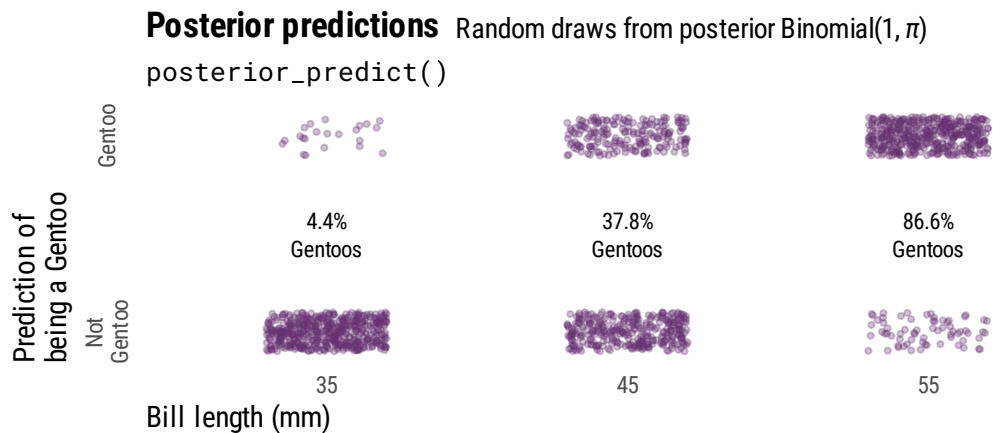 Posterior predictions Random draws from posterior Binomial(1, π)
posterior_predict()
Prediction of
being a Gentoo
Gentoo
4.4%
Gentoos
37.8%
Gentoos
86.6%
Gentoos
Not
Gentoo
35 45 55
Bill length (mm)